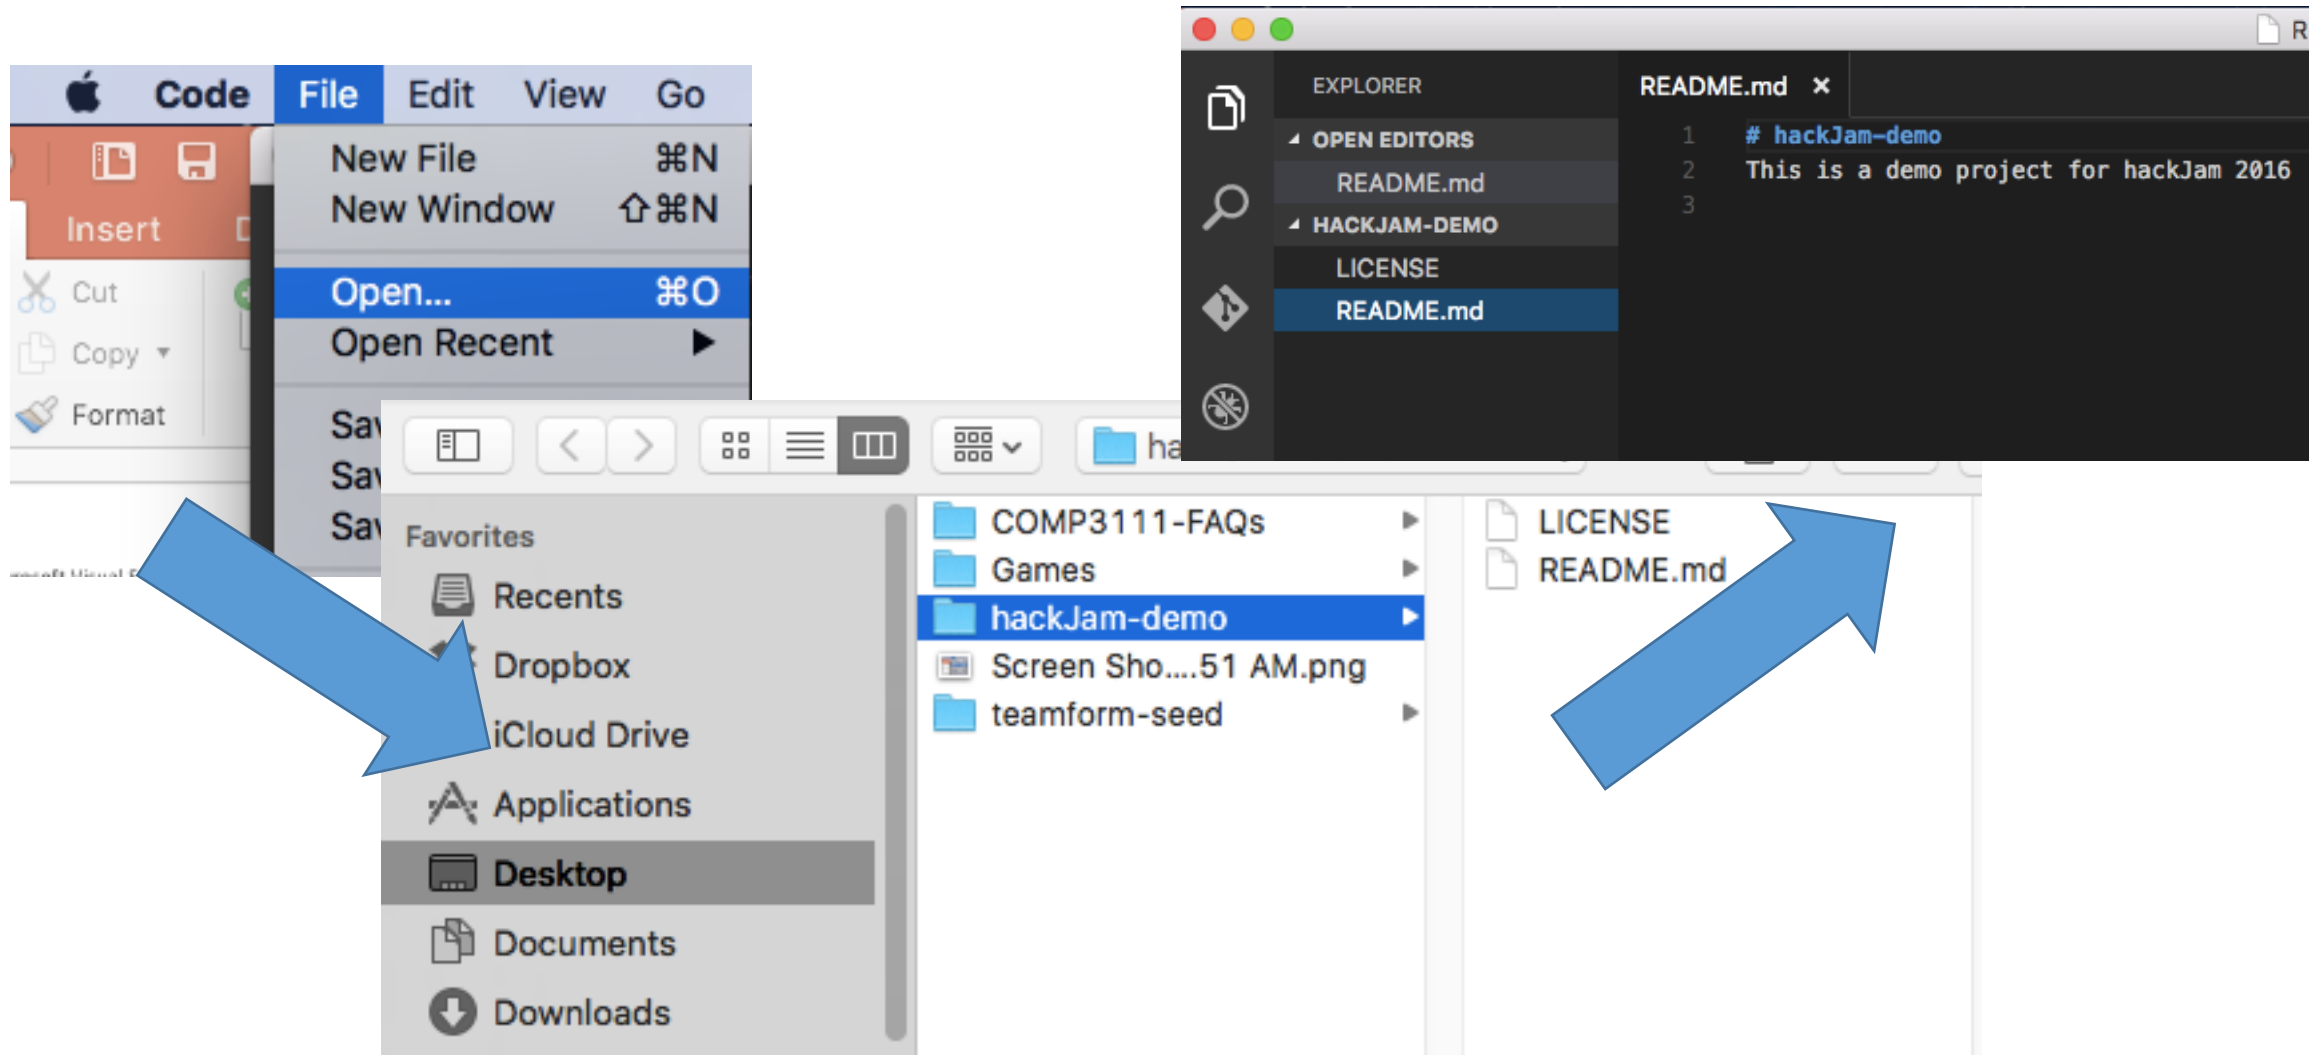 Code File Edit View Go
Insert
Cut
Copy
Format
New File ⌘N
New Window ⇧⌘N
Open... ⌘O
Open Recent
Favorites
Recents
Dropbox
iCloud Drive
Applications
Desktop
Documents
Downloads
COMP3111-FAQs
Games
hackJam-demo
Screen Sho....51 AM.png
teamform-seed
LICENSE
README.md
EXPLORER
OPEN EDITORS
README.md
HACKJAM-DEMO
LICENSE
README.md
README.md
1 # hackJam-demo
2 This is a demo project for hackJam 2016
3